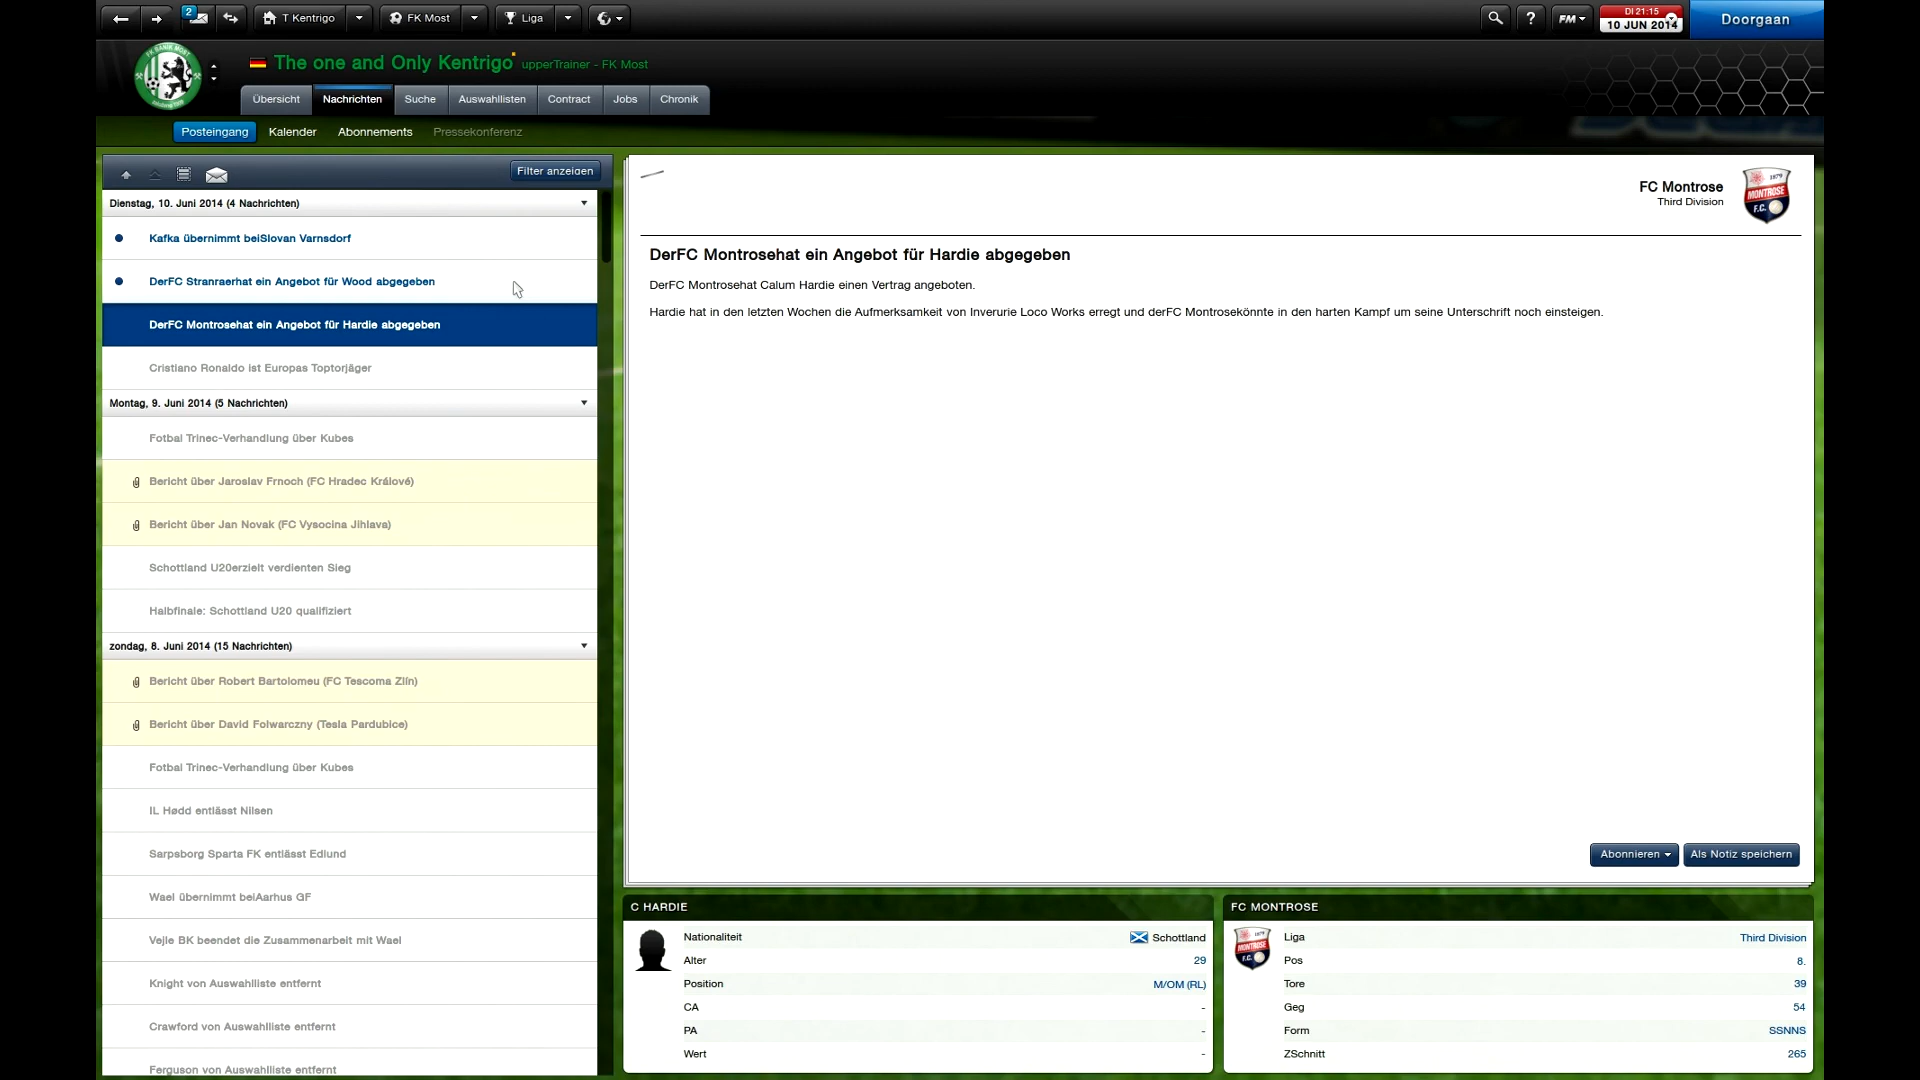 2
T Kentrigo
FK Most
Liga
?
FM
DI 21:15
10 JUN 2014
Doorgaan
The one and Only Kentrigo upperTrainer - FK Most
Übersicht
Nachrichten
Suche
Auswahllisten
Contract
Jobs
Chronik
Posteingang
Kalender
Abonnements
Pressekonferenz
Filter anzeigen
Dienstag, 10. Juni 2014 (4 Nachrichten)
Kafka übernimmt beiSlovan Varnsdorf
DerFC Stranraerhat ein Angebot für Wood abgegeben
DerFC Montrosehat ein Angebot für Hardie abgegeben
Cristiano Ronaldo ist Europas Toptorjäger
Montag, 9. Juni 2014 (5 Nachrichten)
Fotbal Trinec-Verhandlung über Kubes
Bericht über Jaroslav Frnoch (FC Hradec Králové)
Bericht über Jan Novak (FC Vysocina Jihlava)
Schottland U20erzielt verdienten Sieg
Halbfinale: Schottland U20 qualifiziert
zondag, 8. Juni 2014 (15 Nachrichten)
Bericht über Robert Bartolomeu (FC Tescoma Zlín)
Bericht über David Folwarczny (Tesla Pardubice)
Fotbal Trinec-Verhandlung über Kubes
IL Hødd entlässt Nilsen
Sarpsborg Sparta FK entlässt Edlund
Wael übernimmt beiAarhus GF
Vejle BK beendet die Zusammenarbeit mit Wael
Knight von Auswahlliste entfernt
Crawford von Auswahlliste entfernt
Ferguson von Auswahlliste entfernt
FC Montrose
Third Division
1879
MONTROSE
F.C.
DerFC Montrosehat ein Angebot für Hardie abgegeben
DerFC Montrosehat Calum Hardie einen Vertrag angeboten.
Hardie hat in den letzten Wochen die Aufmerksamkeit von Inverurie Loco Works erregt und derFC Montrosekönnte in den harten Kampf um seine Unterschrift noch einsteigen.
Abonnieren
Als Notiz speichern
C HARDIE
Nationaliteit Schottland
Alter 29
Position M/OM (RL)
CA -
PA -
Wert -
FC MONTROSE
1879
MONTROSE
F.C.
Liga Third Division
Pos 8.
Tore 39
Geg 54
Form SSNNS
ZSchnitt 265